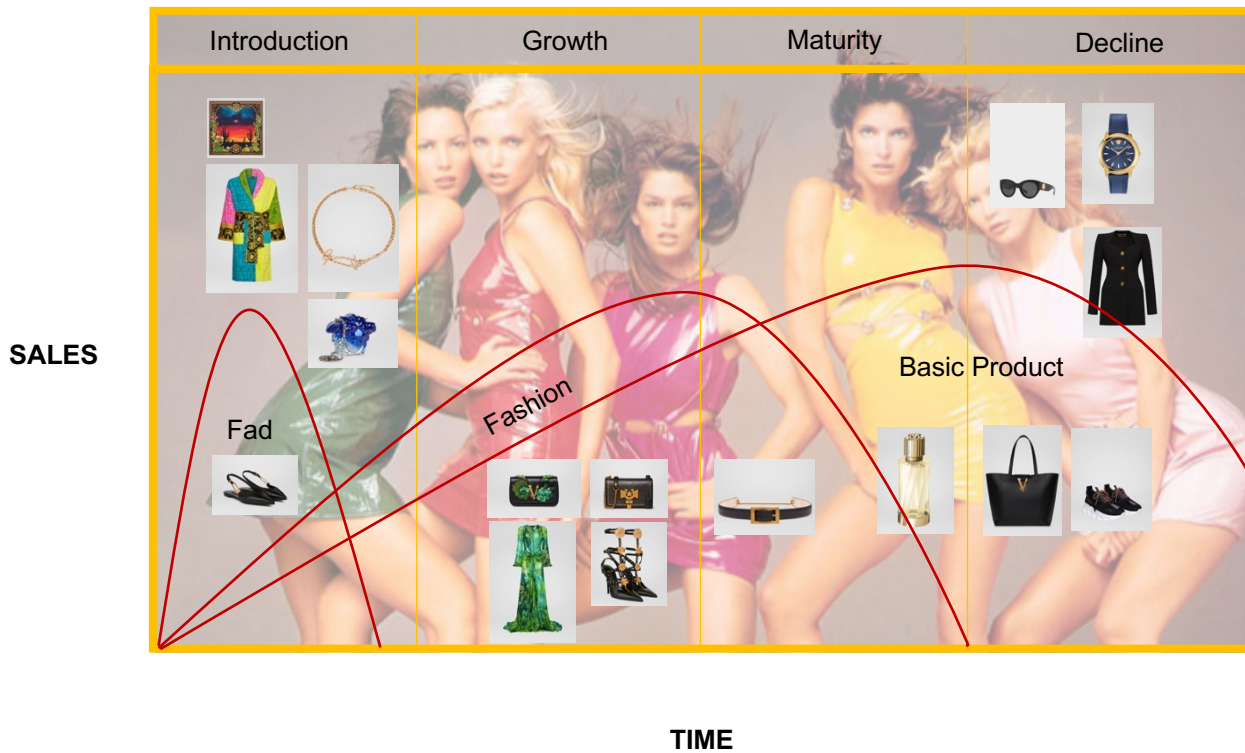 Introduction
Growth
Maturity
Decline
SALES
Fad
Fashion
Basic Product
TIME